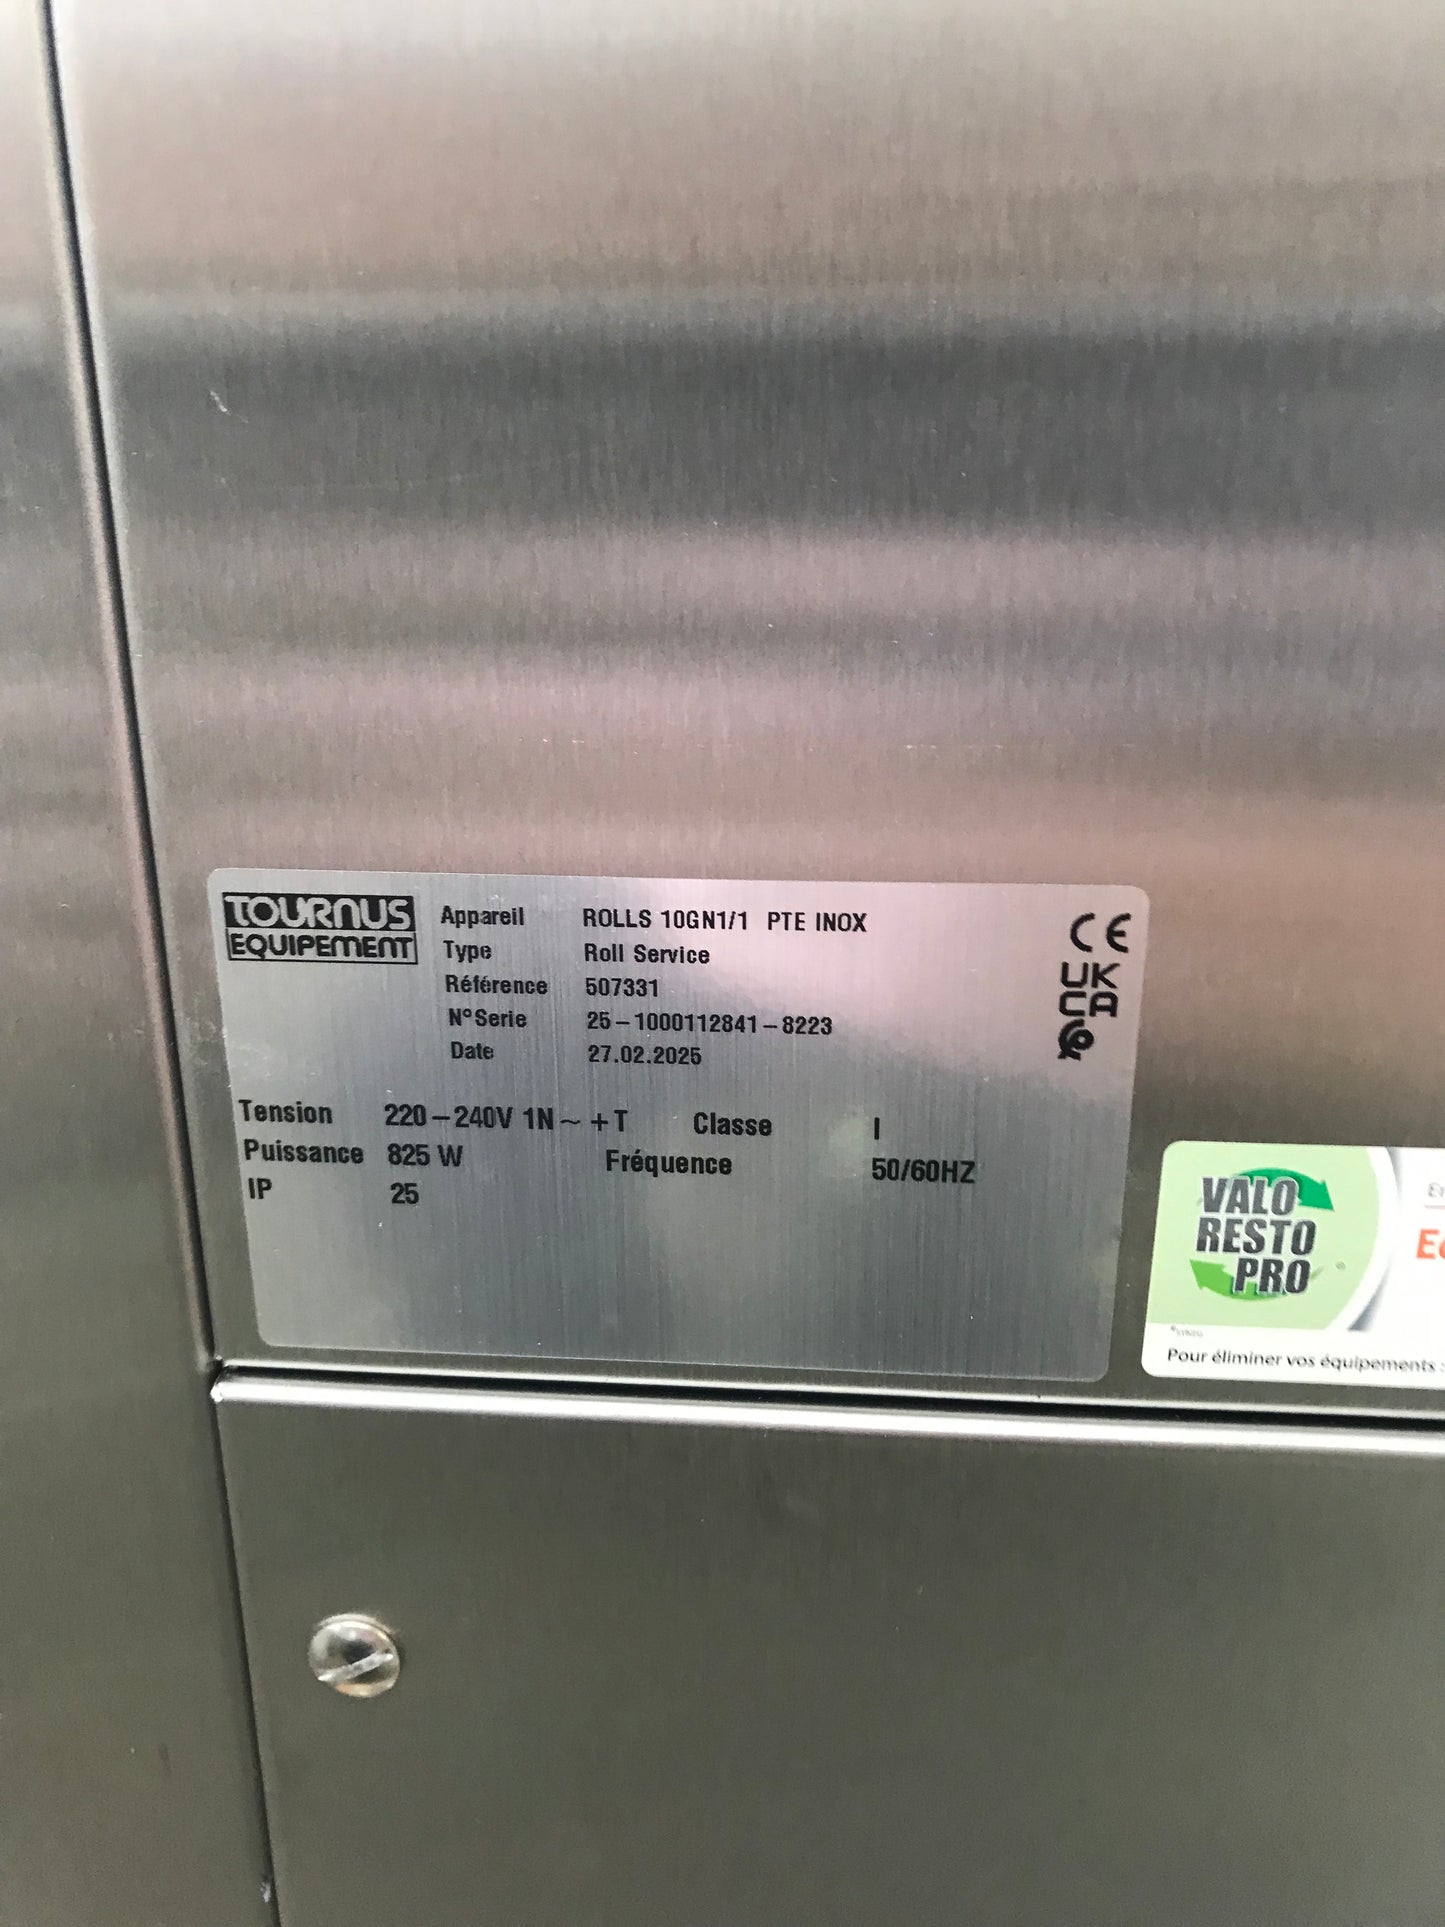 TOURNUS
EQUIPEMENT
Appareil ROLLS 10GN1/1 PTE INOX
Type Roll Service
Référence 507331
N°Serie 25-1000112841-8223
Date 27.02.2025
CE
UK
CA
Tension 220-240V 1N~ +T Classe I
Puissance 825 W Fréquence 50/60HZ
IP 25
VALO
RESTO
PRO
Pour éliminer vos équipements :